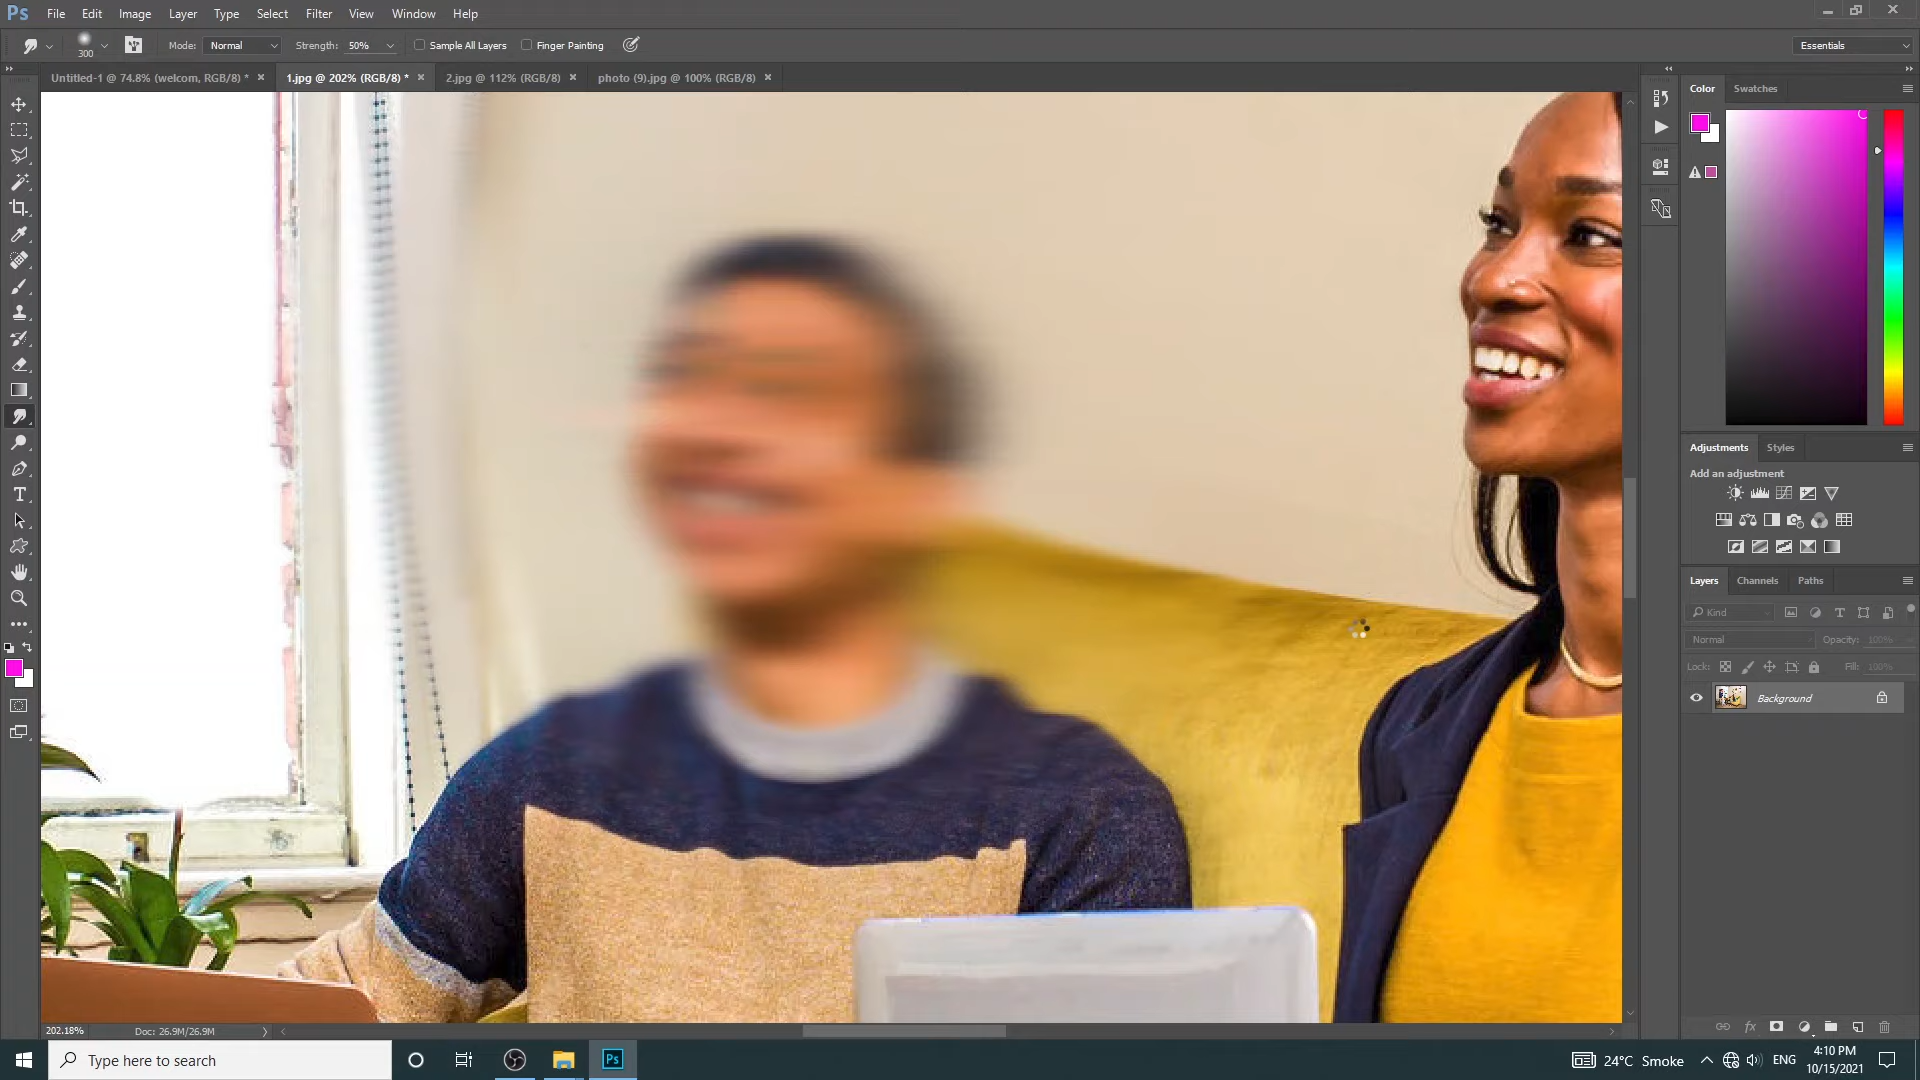 Ps File Edit Image Layer Type Select Filter View Window Help
300 Mode: Normal Strength: 50% Sample All Layers Finger Painting Essentials
Untitled-1 @ 74.8% (welcom, RGB/8) * 1.jpg @ 202% (RGB/8) * 2.jpg @ 112% (RGB/8) photo (9).jpg @ 100% (RGB/8)
Color Swatches
Adjustments Styles
Add an adjustment
Layers Channels Paths
Kind
Normal Opacity: 100%
Lock: Fill: 100%
Background
202.18% Doc: 26.9M/26.9M
Type here to search Ps 24°C Smoke ENG 4:10 PM
10/15/2021